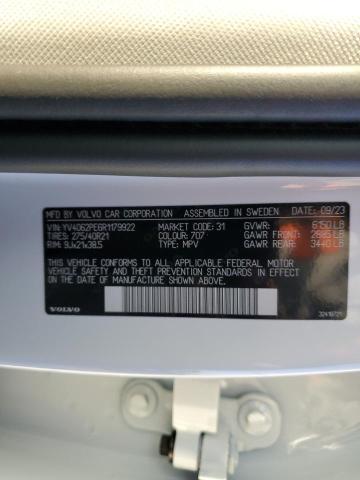 MFD. BY VOLVO CAR CORPORATION ASSEMBLED IN SWEDEN DATE: 09/23
VIN: YV4062PE6R1179922 MARKET CODE: 31 GVWR: 6150 LB
TIRES: 275/40R21 COLOUR: 707 GAWR FRONT: 2885 LB
RIM: 9Jx21x38.5 TYPE: MPV GAWR REAR: 3440 LB
THIS VEHICLE CONFORMS TO ALL APPLICABLE FEDERAL MOTOR
VEHICLE SAFETY AND THEFT PREVENTION STANDARDS IN EFFECT
ON THE DATE OF MANUFACTURE SHOWN ABOVE.
VOLVO